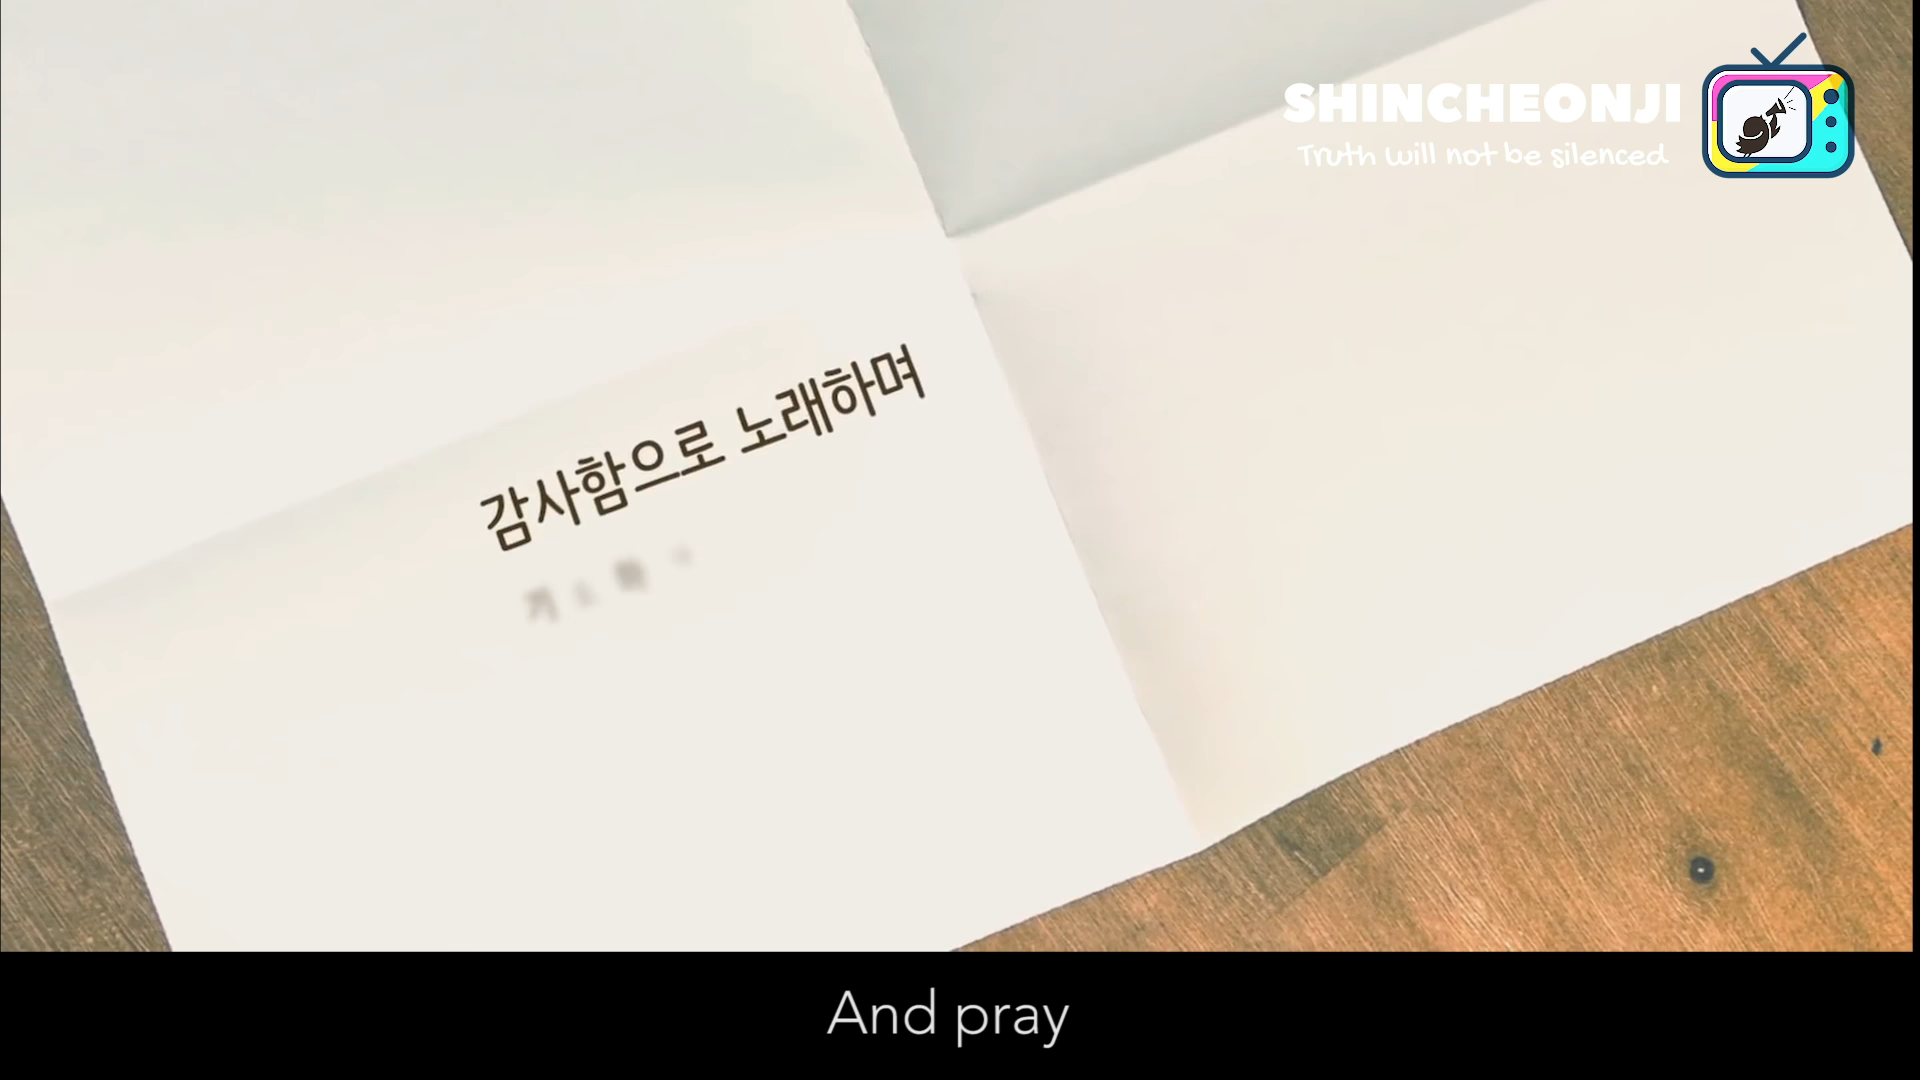 SHINCHEONJI
Truth will not be silenced
감사함으로 노래하며
And pray